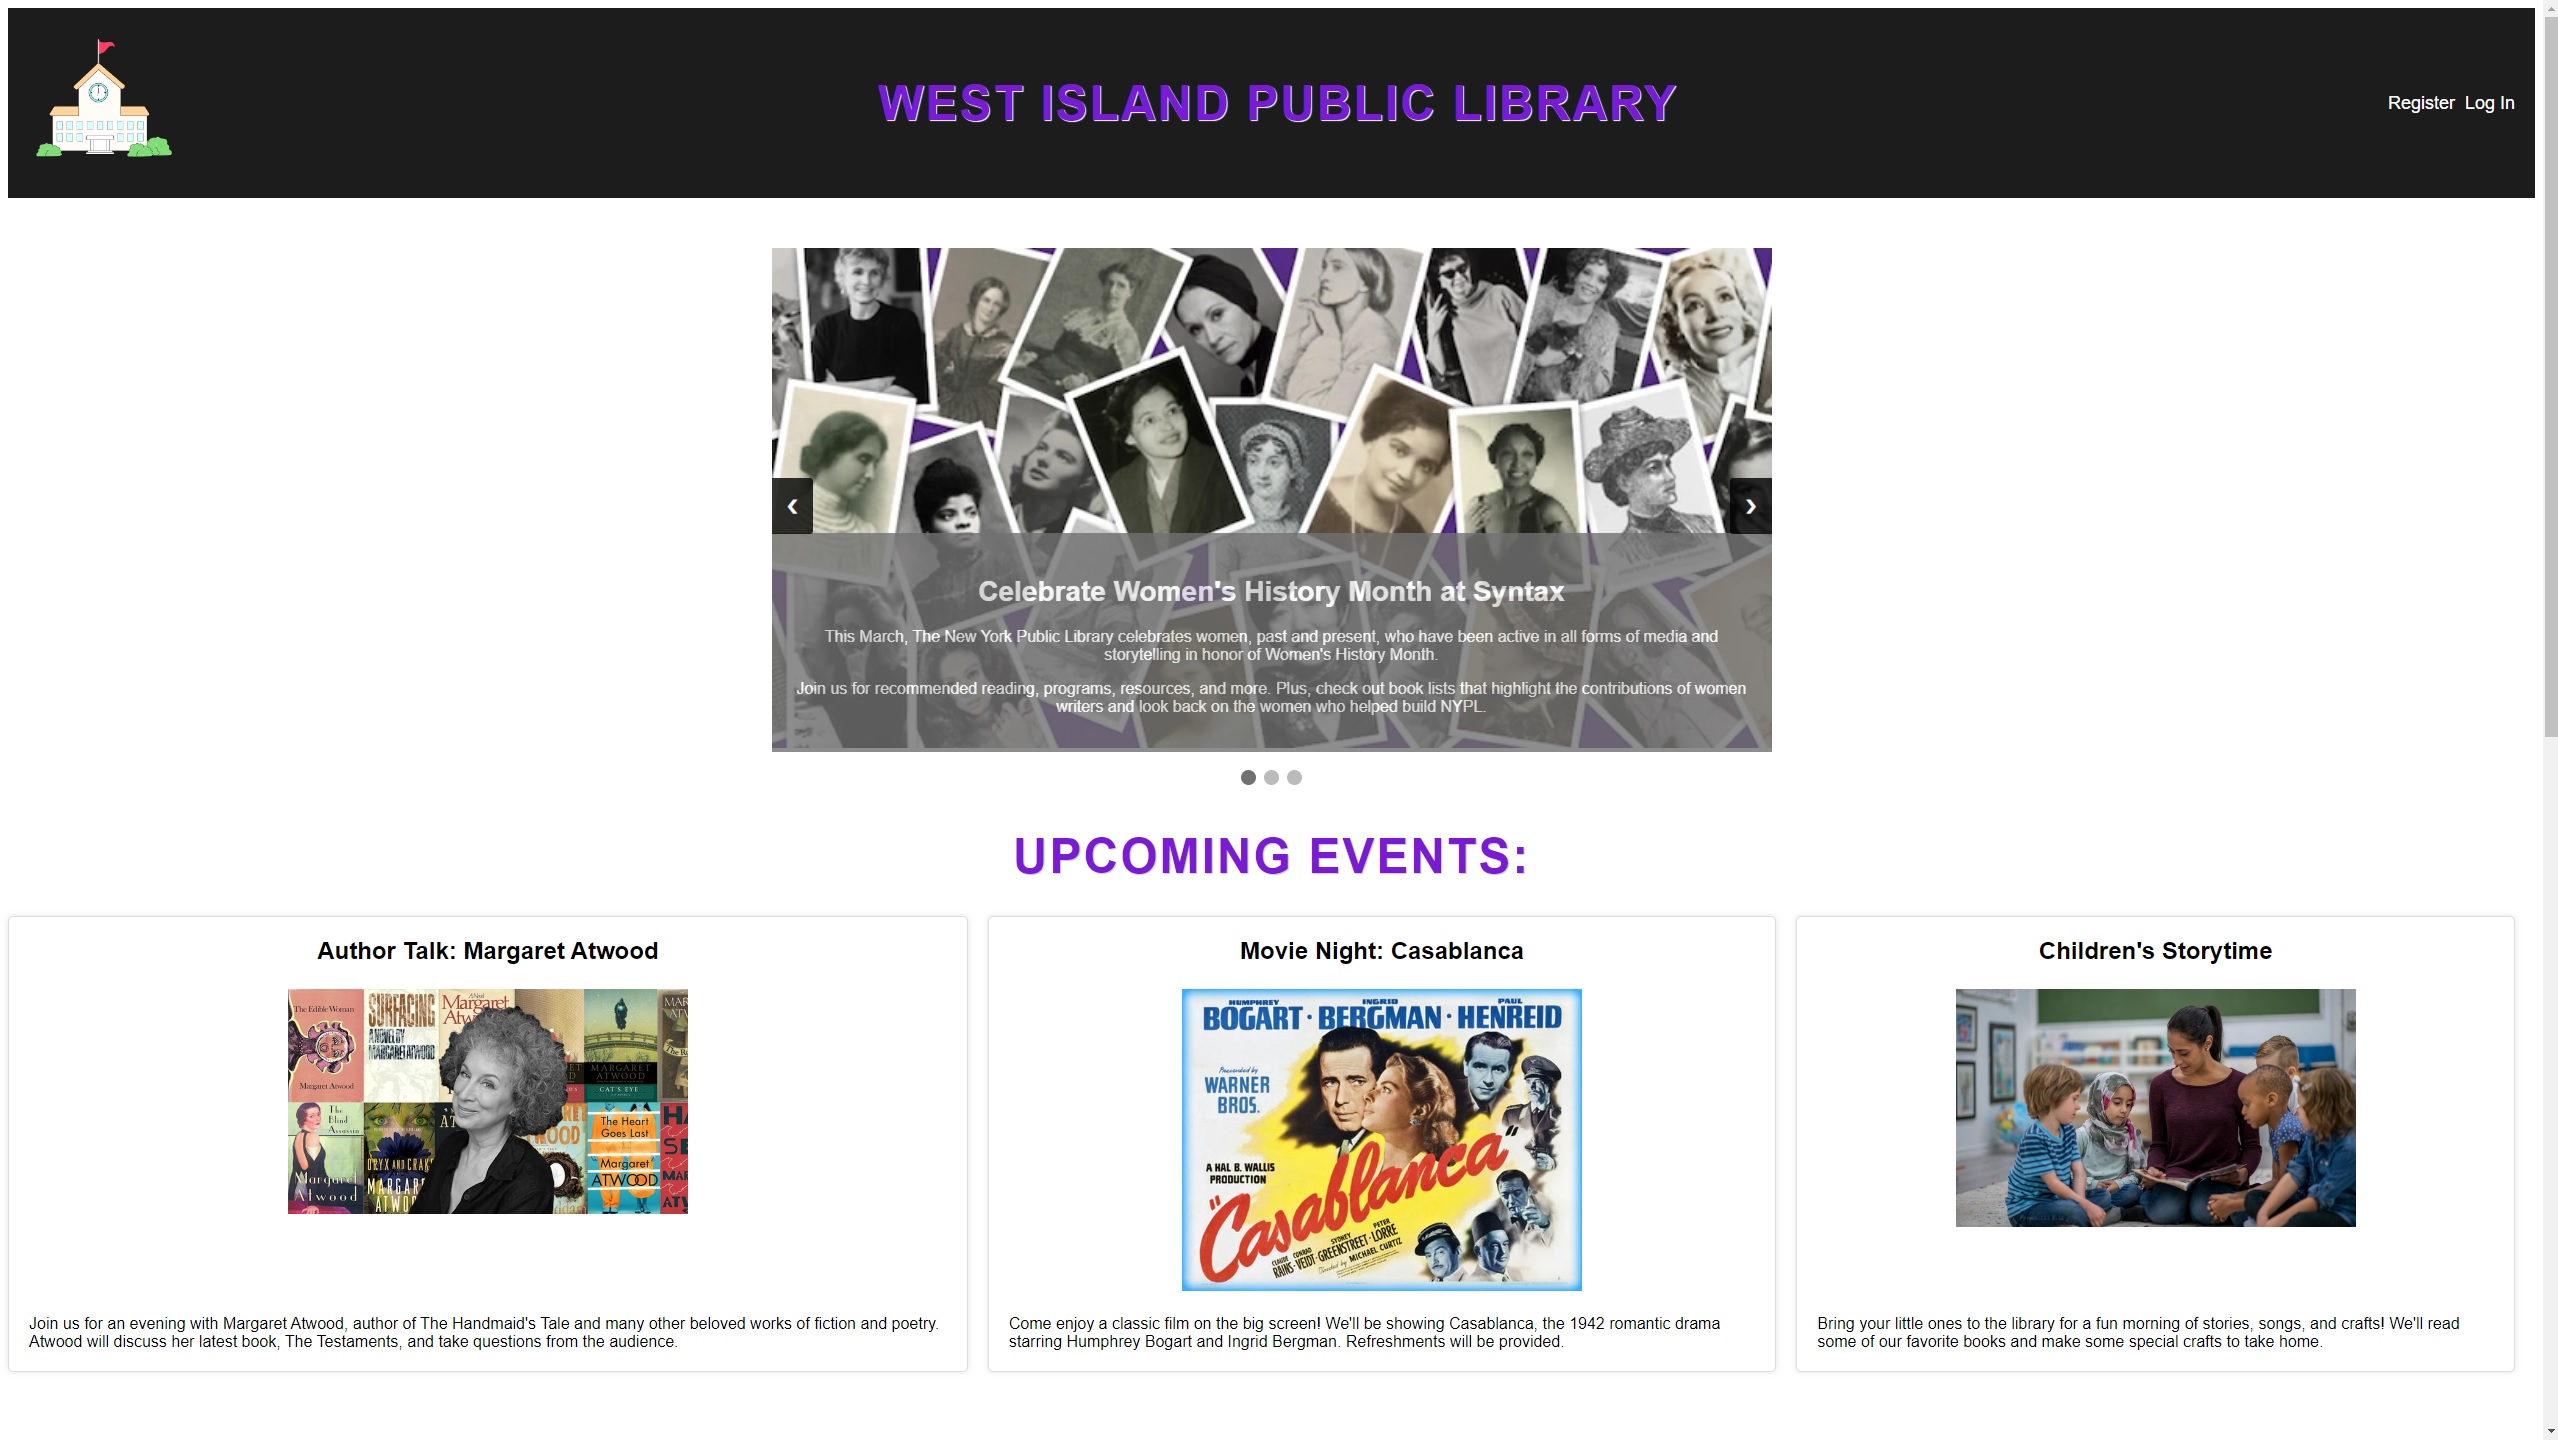 WEST ISLAND PUBLIC LIBRARY
Register Log In
‹
›
Celebrate Women's History Month at Syntax
This March, The New York Public Library celebrates women, past and present, who have been active in all forms of media and
storytelling in honor of Women's History Month.
Join us for recommended reading, programs, resources, and more. Plus, check out book lists that highlight the contributions of women
writers and look back on the women who helped build NYPL.
UPCOMING EVENTS:
Author Talk: Margaret Atwood
The Edible Woman
Margaret Atwood
SURFACING
A NOVEL BY
MARGARET ATWOOD
Margaret
Atw
MARGARET
ATWOOD
CAT'S EYE
The Blind Assassin
Margaret
Atwood
ORYX AND CRAKE
The Heart
Goes Last
Margaret
ATWOOD
Join us for an evening with Margaret Atwood, author of The Handmaid's Tale and many other beloved works of fiction and poetry.
Atwood will discuss her latest book, The Testaments, and take questions from the audience.
Movie Night: Casablanca
HUMPHREY INGRID PAUL
BOGART · BERGMAN · HENREID
Presented by
WARNER
BROS.
A HAL B. WALLIS
PRODUCTION
"Casablanca"
CLAUDE CONRAD SYDNEY PETER
RAINS · VEIDT · GREENSTREET · LORRE
Directed by MICHAEL CURTIZ
Come enjoy a classic film on the big screen! We'll be showing Casablanca, the 1942 romantic drama
starring Humphrey Bogart and Ingrid Bergman. Refreshments will be provided.
Children's Storytime
Bring your little ones to the library for a fun morning of stories, songs, and crafts! We'll read
some of our favorite books and make some special crafts to take home.